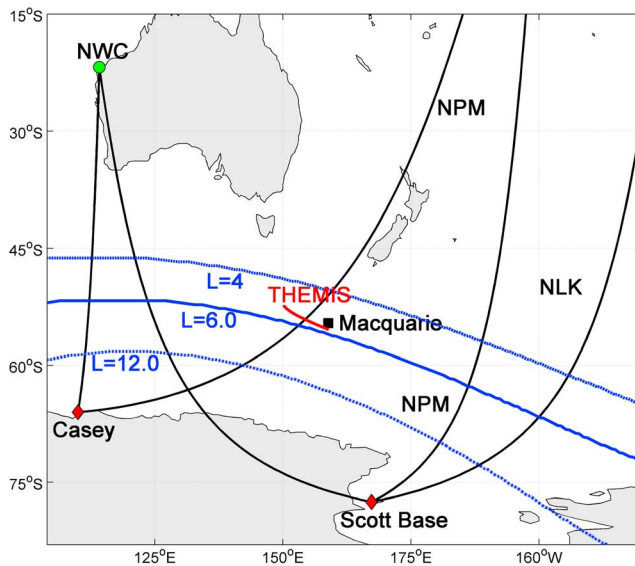 15°S
NWC
NPM
30°S
45°S
L=4
THEMIS
NLK
L=6.0
Macquarie
L=12.0
60°S
NPM
Casey
75°S
Scott Base
125°E
150°E
175°E
160°W